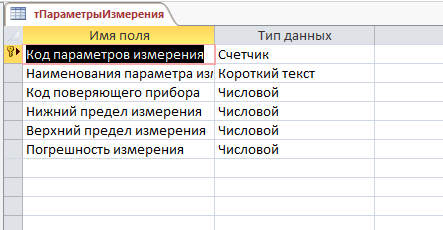 тПараметрыИзмерения
Имя поля Тип данных
Код параметров измерения Счетчик
Наименования параметра из Короткий текст
Код поверяющего прибора Числовой
Нижний предел измерения Числовой
Верхний предел измерения Числовой
Погрешность измерения Числовой